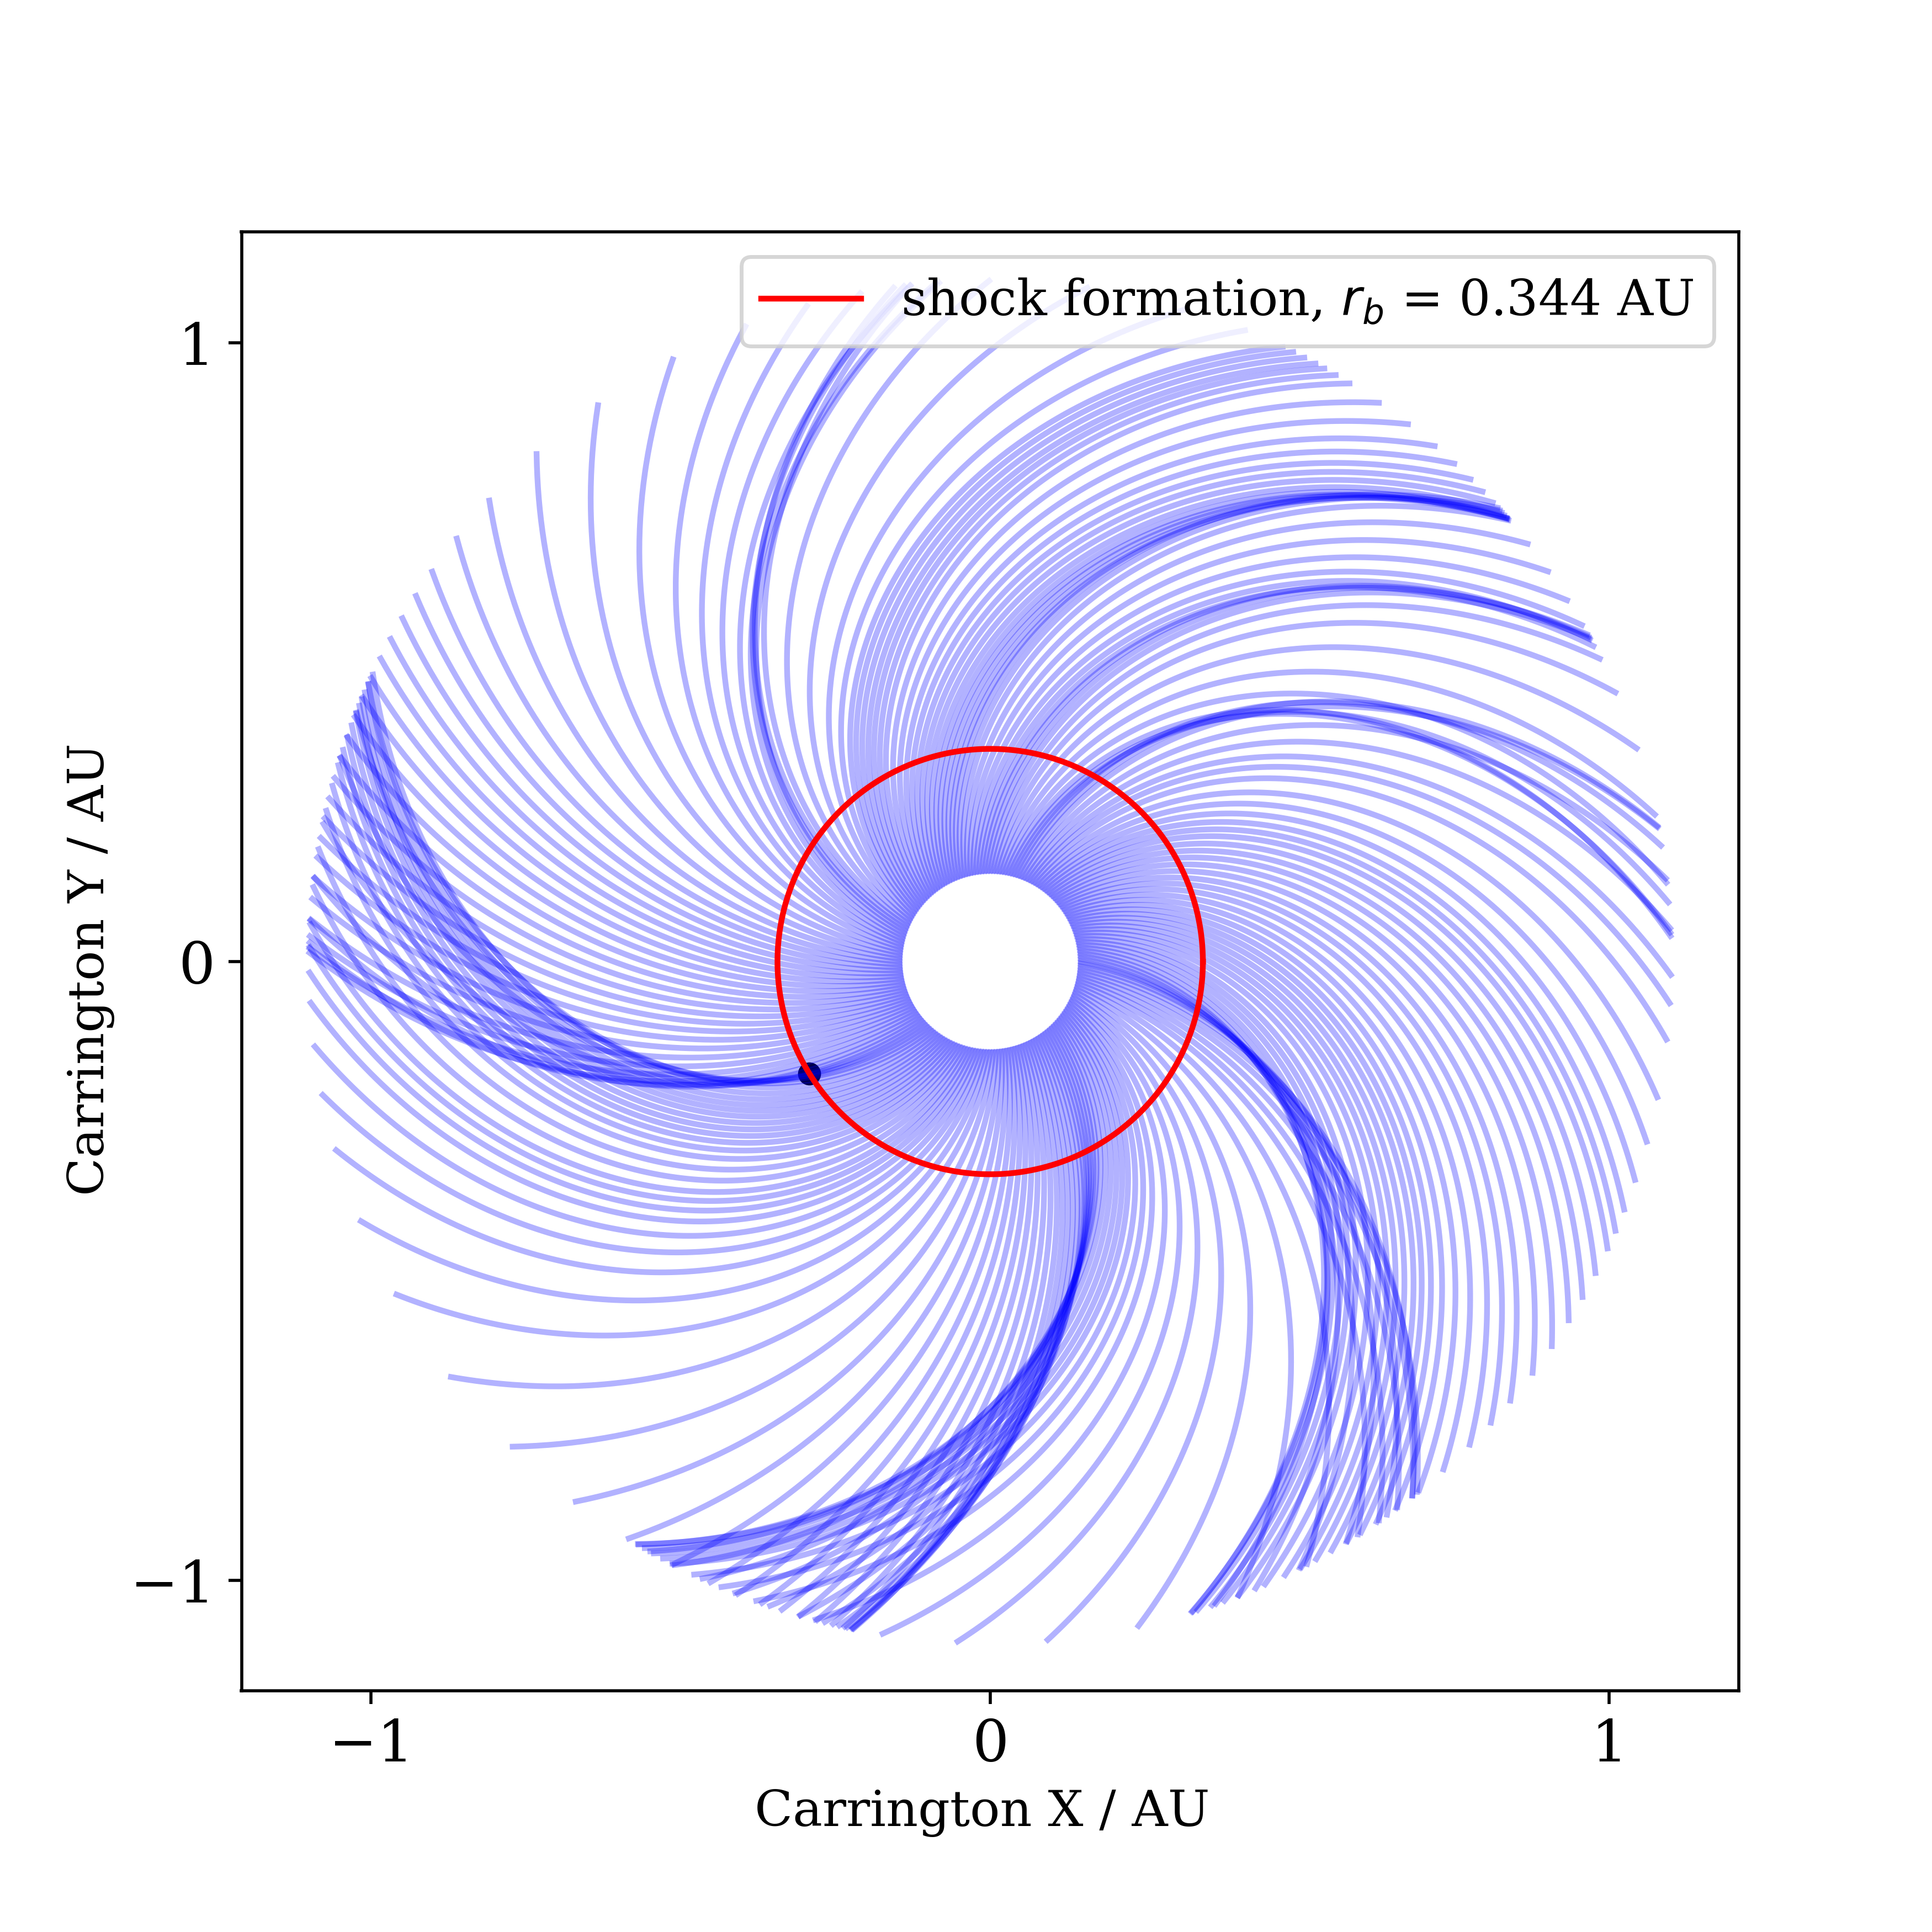 shock formation, r_b = 0.344 AU
1
0
−1
Carrington Y / AU
−1 0 1
Carrington X / AU